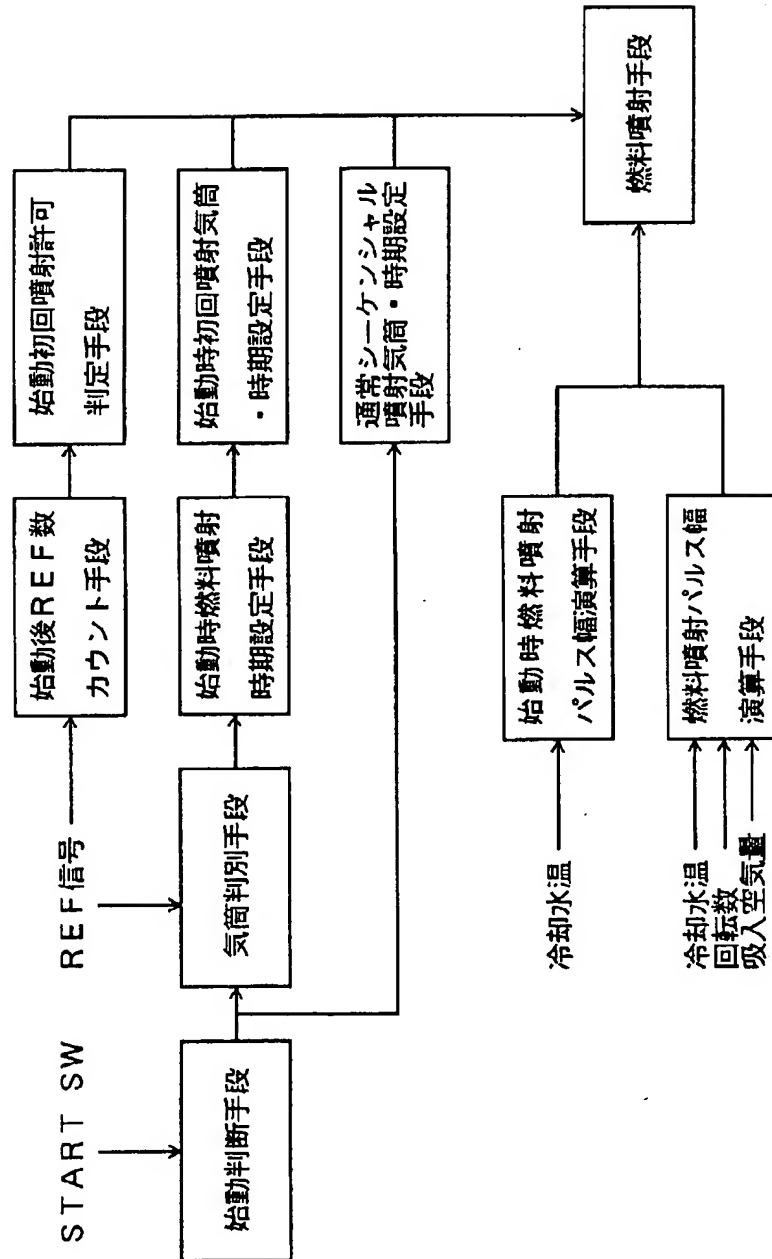 START SW
REF信号
始動判断手段
気筒判別手段
始動後REF数
カウント手段
始動初回噴射許可
判定手段
始動時燃料噴射
時期設定手段
始動時初回噴射気筒
・時期設定手段
通常シーケンシャル
噴射気筒・時期設定
手段
冷却水温
始動時燃料噴射
パルス幅演算手段
冷却水温
回転数
吸入空気量
燃料噴射パルス幅
演算手段
燃料噴射手段